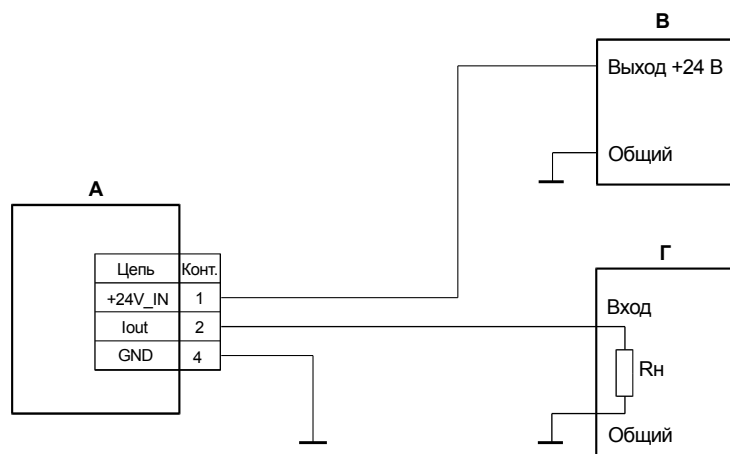 В
Выход +24 В
Общий
А
Цепь Конт.
+24V_IN 1
Iout 2
GND 4
Г
Вход
Rн
Общий